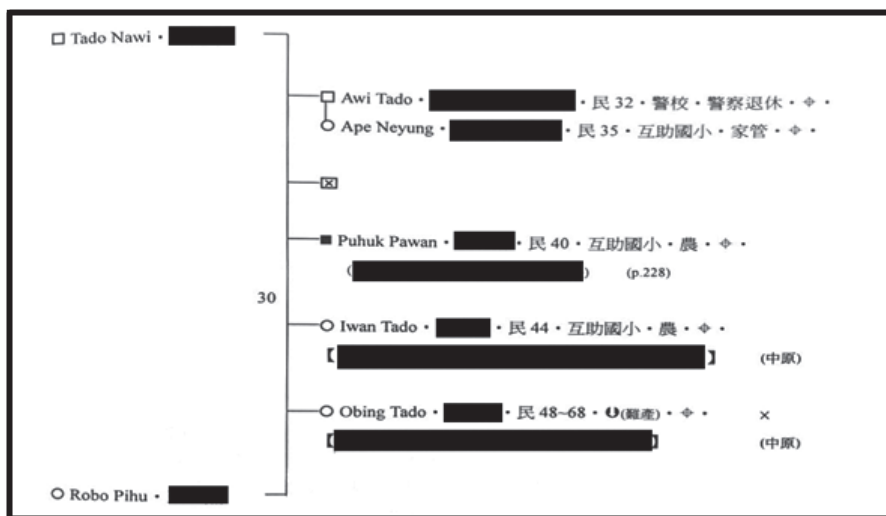 Tado Nawi・
Awi Tado・ ・民 32・警校・警察退休・⌖・
Ape Neyung・ ・民 35・互助國小・家管・⌖・
Puhuk Pawan・ ・民 40・互助國小・農・⌖・
( ) (p.228)
30
Iwan Tado・ ・民 44・互助國小・農・⌖・
【 】 (中原)
Obing Tado・ ・民 48~68・ (難產)・⌖・ ×
【 】 (中原)
Robo Pihu・